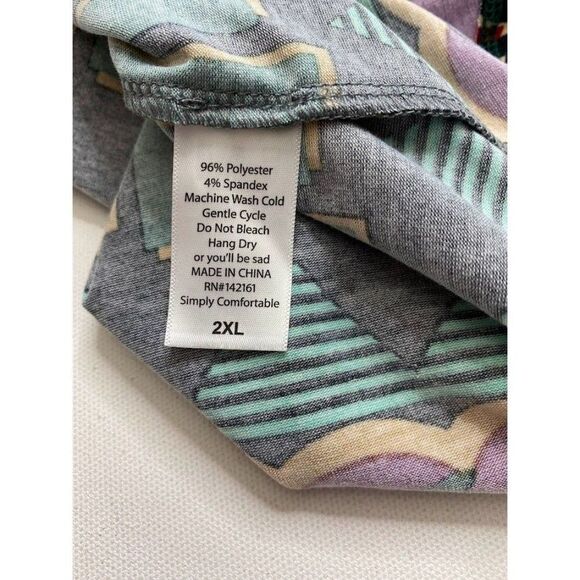 96% Polyester
4% Spandex
Machine Wash Cold
Gentle Cycle
Do Not Bleach
Hang Dry
or you'll be sad
MADE IN CHINA
RN#142161
Simply Comfortable
2XL